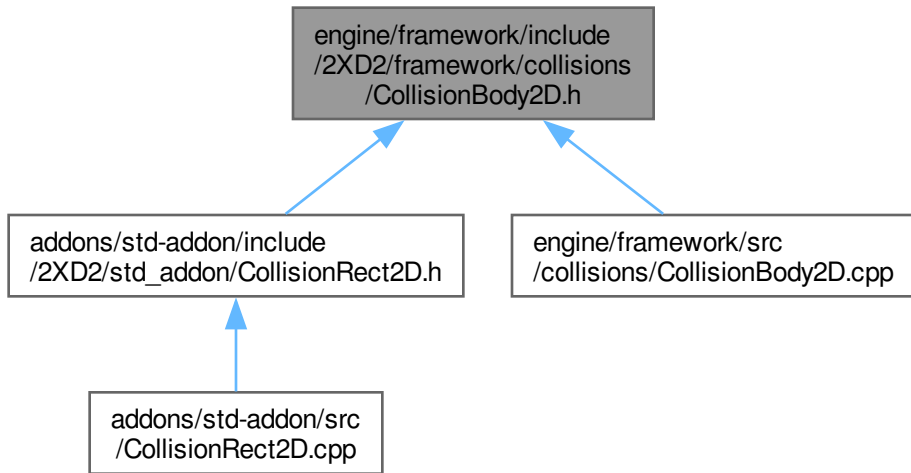 engine/framework/include
/2XD2/framework/collisions
/CollisionBody2D.h
addons/std-addon/include
/2XD2/std_addon/CollisionRect2D.h
engine/framework/src
/collisions/CollisionBody2D.cpp
addons/std-addon/src
/CollisionRect2D.cpp